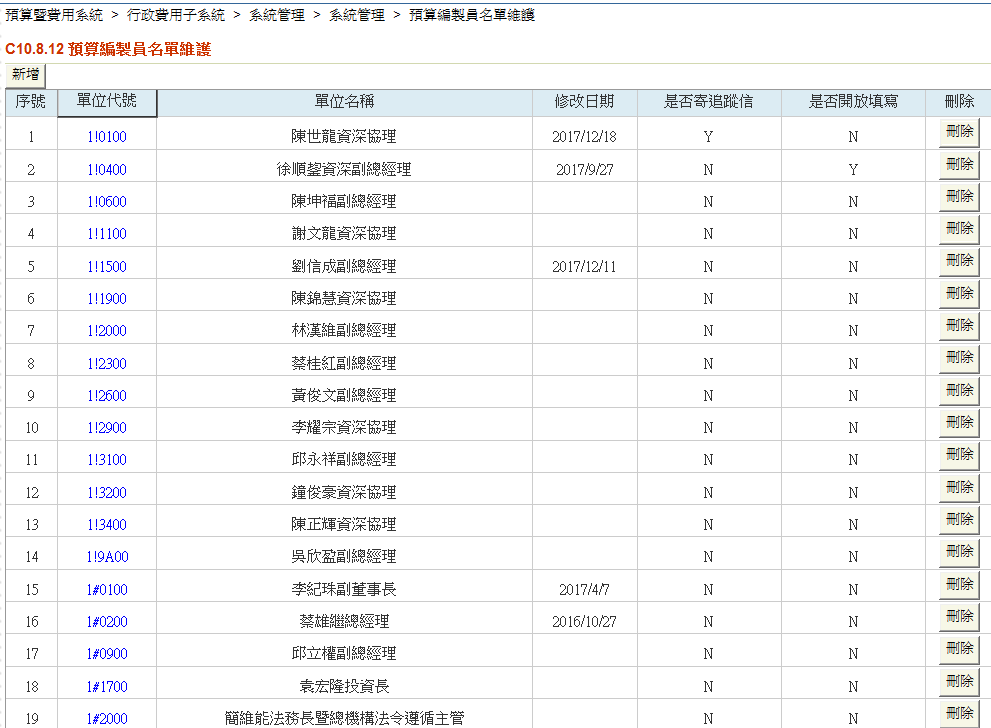 預算暨費用系統 > 行政費用子系統 > 系統管理 > 系統管理 > 預算編製員名單維護
C10.8.12 預算編製員名單維護
新增
序號 單位代號 單位名稱 修改日期 是否寄追蹤信 是否開放填寫 刪除
1 1!0100 陳世龍資深協理 2017/12/18 Y N 刪除
2 1!0400 徐順鋆資深副總經理 2017/9/27 N Y 刪除
3 1!0600 陳坤福副總經理 N N 刪除
4 1!1100 謝文龍資深協理 N N 刪除
5 1!1500 劉信成副總經理 2017/12/11 N N 刪除
6 1!1900 陳錦慧資深協理 N N 刪除
7 1!2000 林漢維副總經理 N N 刪除
8 1!2300 蔡桂紅副總經理 N N 刪除
9 1!2600 黃俊文副總經理 N N 刪除
10 1!2900 李耀宗資深協理 N N 刪除
11 1!3100 邱永祥副總經理 N N 刪除
12 1!3200 鐘俊豪資深協理 N N 刪除
13 1!3400 陳正輝資深協理 N N 刪除
14 1!9A00 吳欣盈副總經理 N N 刪除
15 1#0100 李紀珠副董事長 2017/4/7 N N 刪除
16 1#0200 蔡雄繼總經理 2016/10/27 N N 刪除
17 1#0900 邱立權副總經理 N N 刪除
18 1#1700 袁宏隆投資長 N N 刪除
19 1#2000 簡維能法務長暨總機構法令遵循主管 N N 刪除